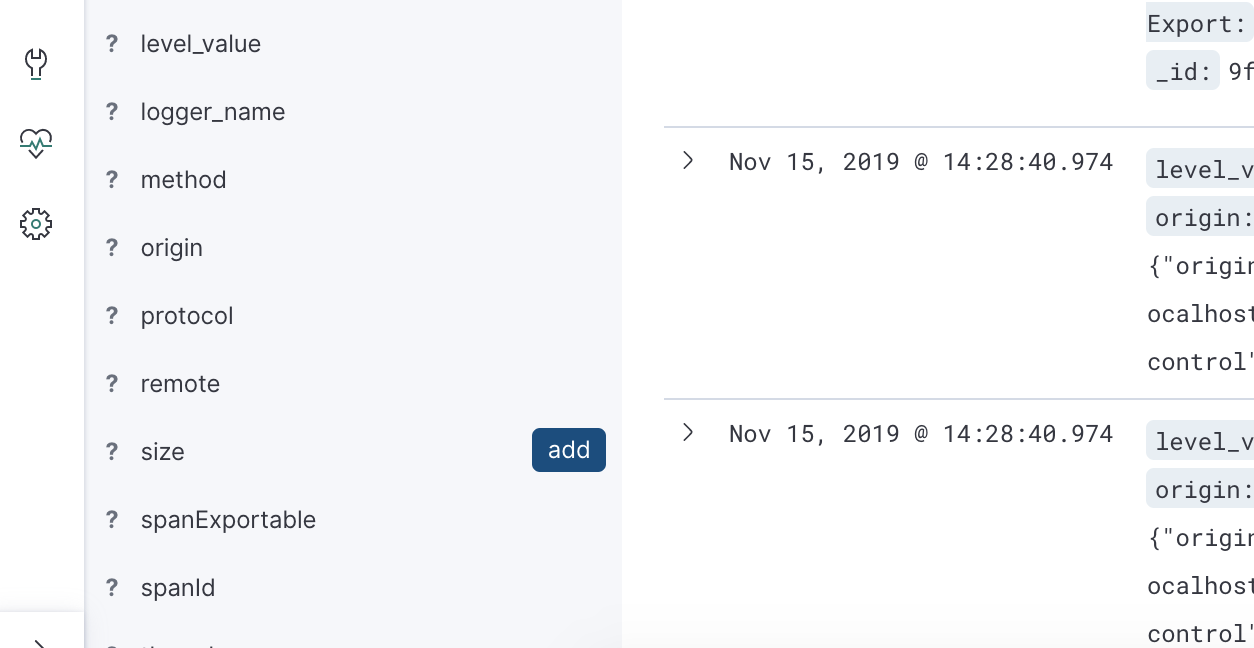 ? level_value
? logger_name
? method
? origin
? protocol
? remote
? size add
? spanExportable
? spanId
Export:
_id: 9f
Nov 15, 2019 @ 14:28:40.974 level_v
origin:
{"origin
ocalhost
control"
Nov 15, 2019 @ 14:28:40.974 level_v
origin:
{"origin
ocalhost
control"